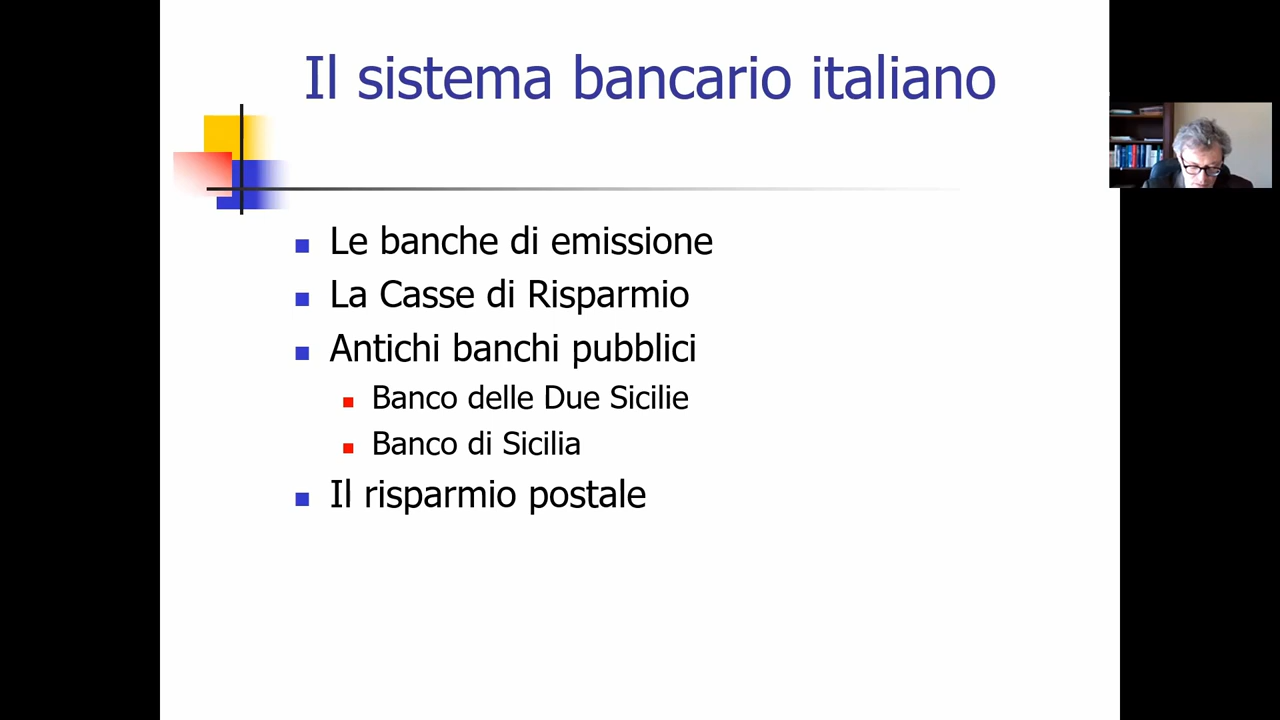 Il sistema bancario italiano
Le banche di emissione
La Casse di Risparmio
Antichi banchi pubblici
Banco delle Due Sicilie
Banco di Sicilia
Il risparmio postale